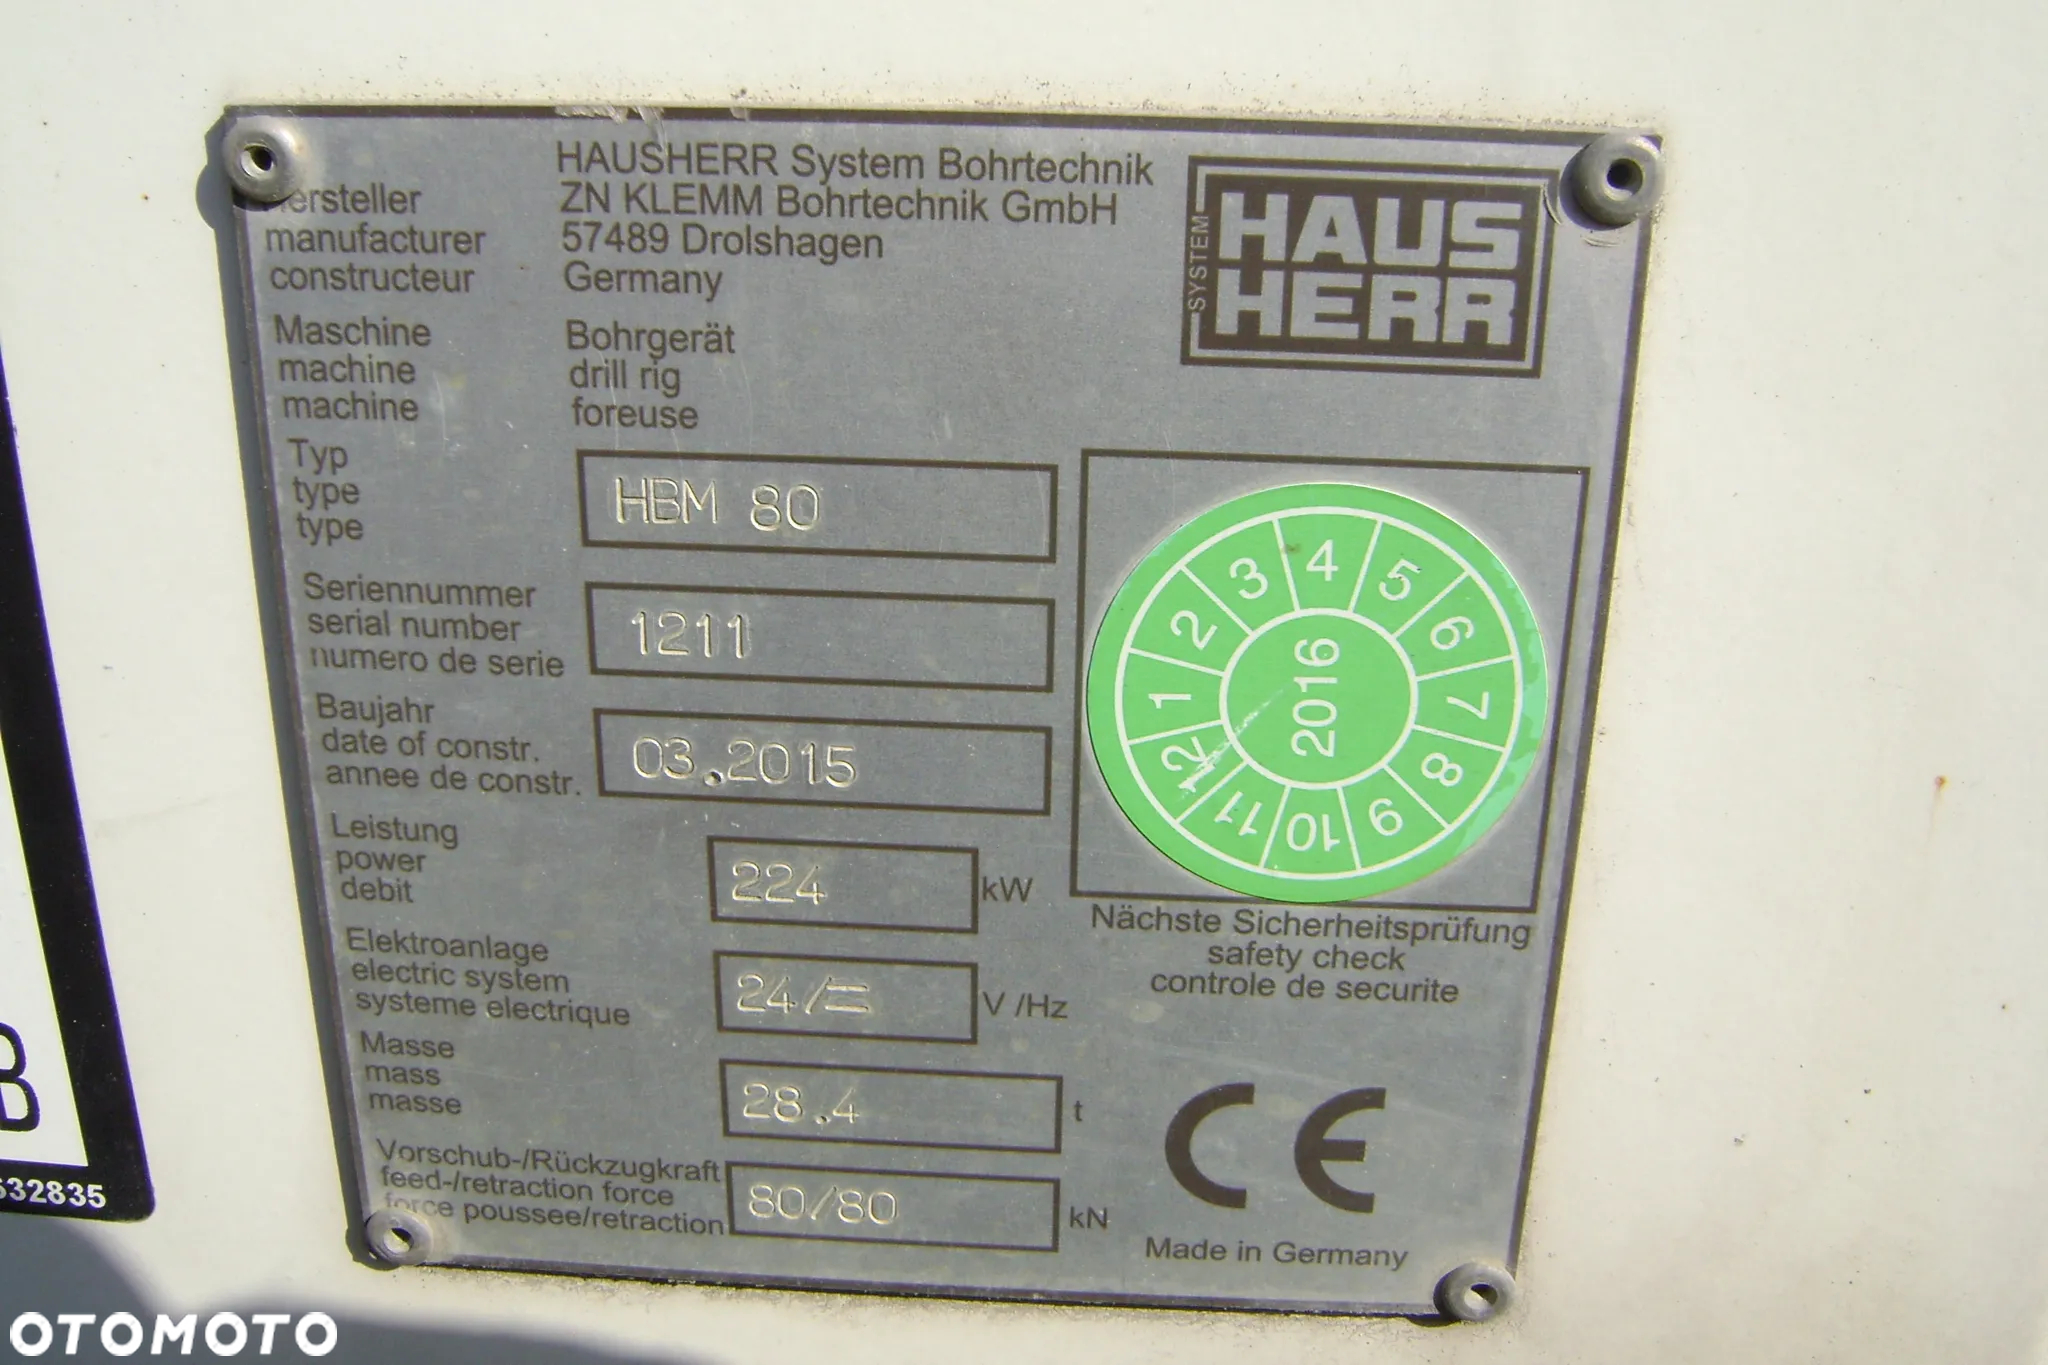 HAUSHERR System Bohrtechnik
Hersteller ZN KLEMM Bohrtechnik GmbH
manufacturer 57489 Drolshagen
constructeur Germany
SYSTEM
HAUS
HERR
Maschine Bohrgerät
machine drill rig
machine foreuse
Typ
type HBM 80
type
Seriennummer
serial number 1211
numero de serie
Baujahr
date of constr. 03.2015
annee de constr.
Leistung
power 224 kW
debit
Elektroanlage
electric system 24/= V /Hz
systeme electrique
Masse
mass 28.4 t
masse
Vorschub-/Rückzugkraft
feed-/retraction force 80/80 kN
force poussee/retraction
1 2 3 4 5 6 7 8 9 10 11 12
2016
Nächste Sicherheitsprüfung
safety check
controle de securite
CE
Made in Germany
B
32835
OTOMOTO